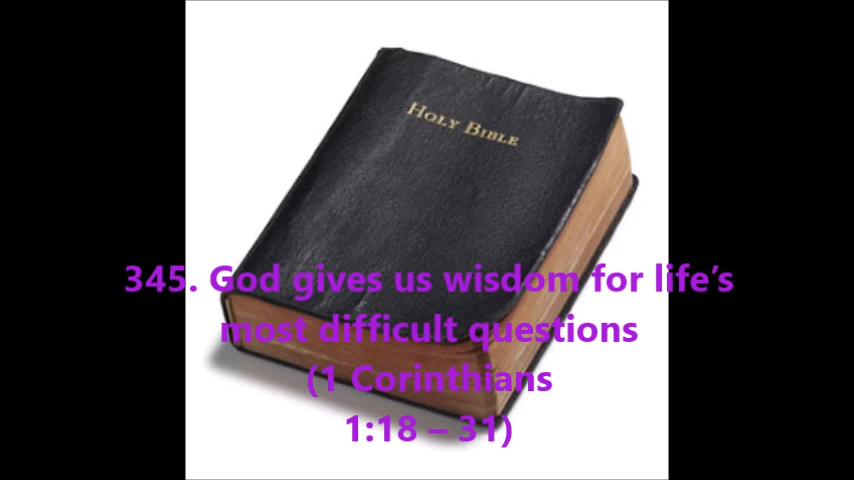 HOLY BIBLE
345. God gives us wisdom for life’s
most difficult questions
(1 Corinthians
1:18 – 31)